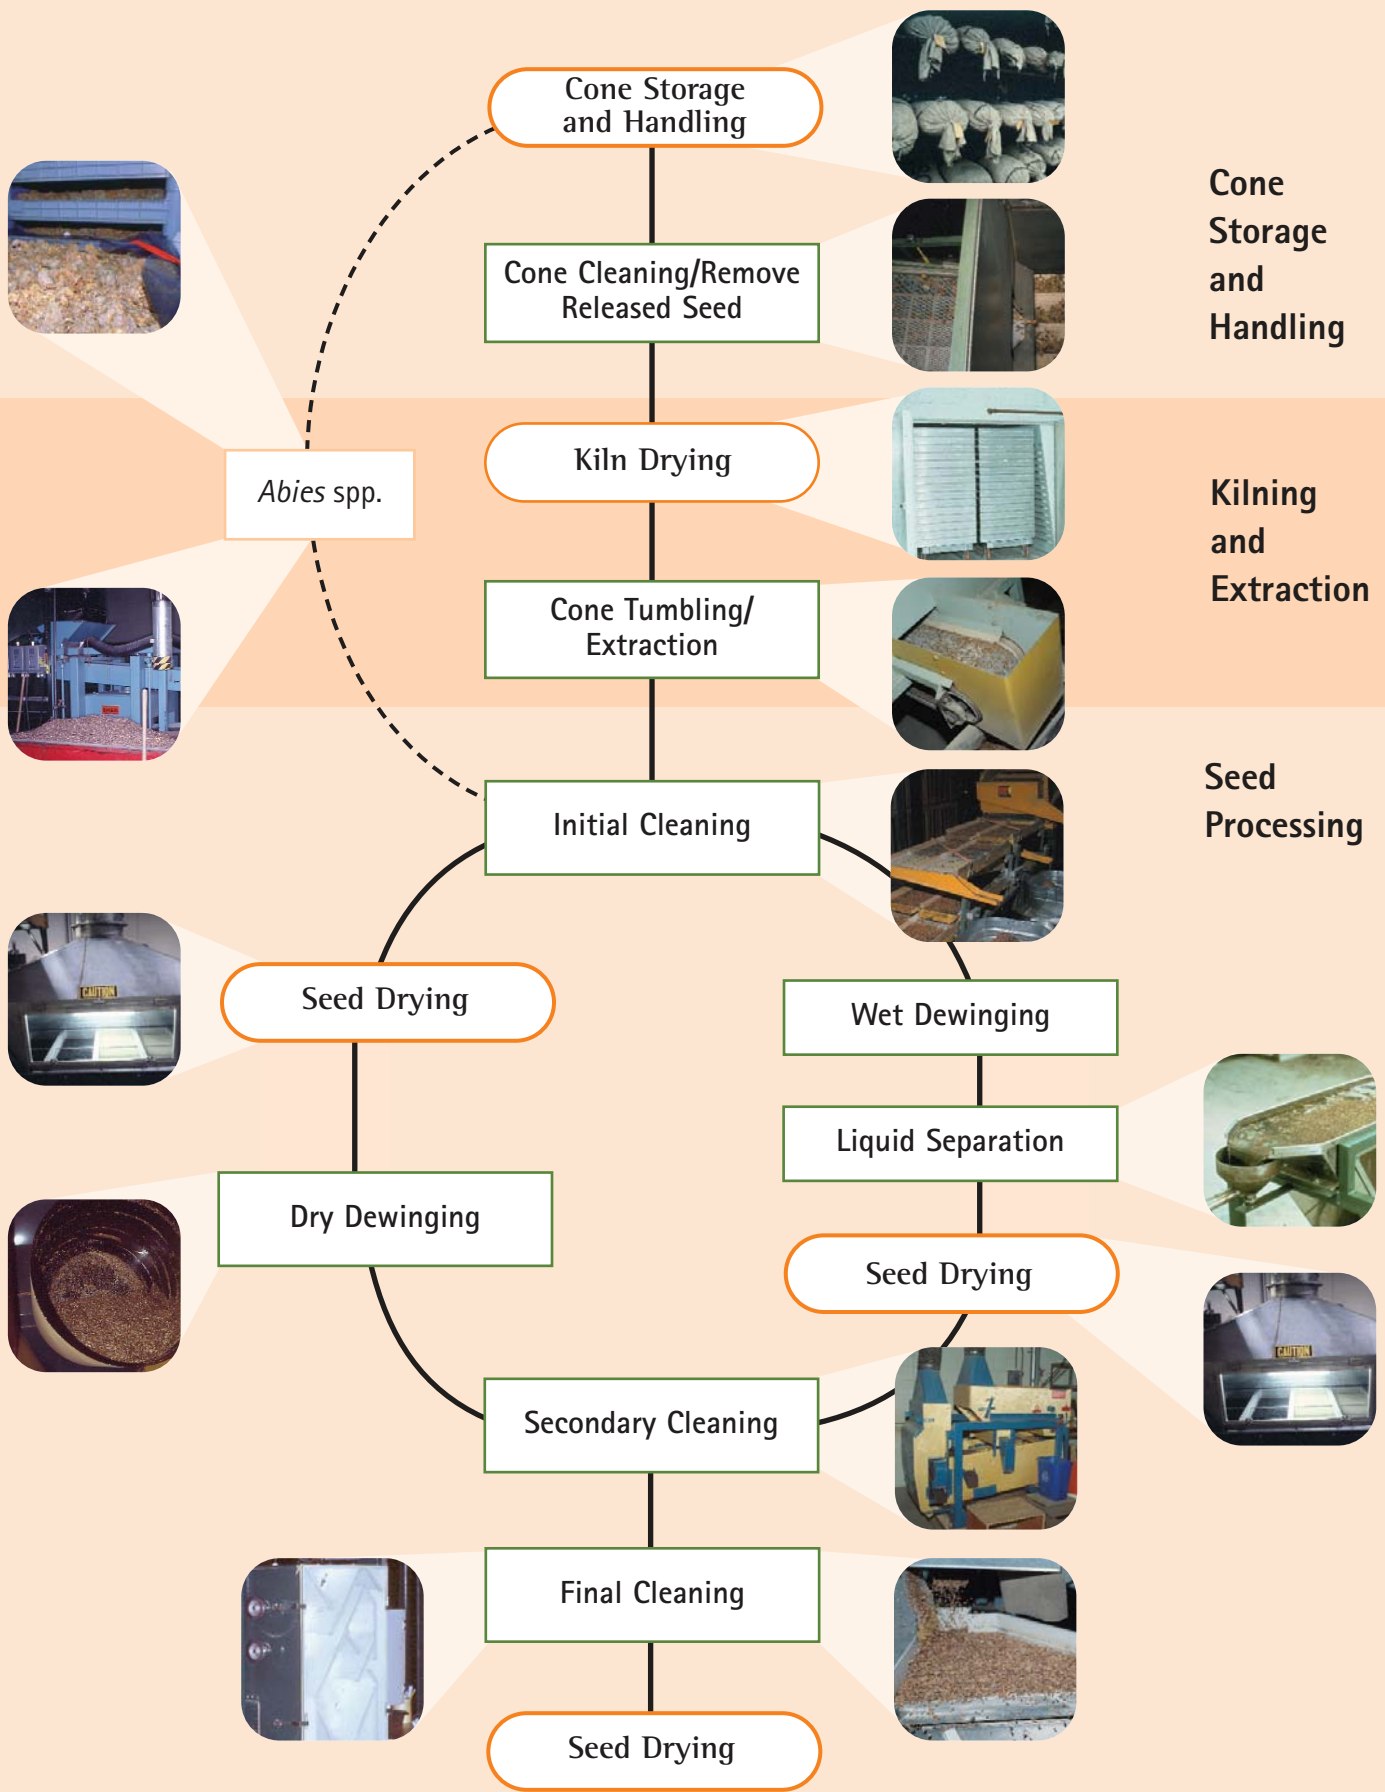 Cone Storage
and Handling
Cone
Storage
and
Handling
Cone Cleaning/Remove
Released Seed
Kiln Drying
Abies spp.
Kilning
and
Extraction
Cone Tumbling/
Extraction
Seed
Processing
Initial Cleaning
CAUTION
Seed Drying
Wet Dewinging
Liquid Separation
Dry Dewinging
Seed Drying
CAUTION
Secondary Cleaning
Final Cleaning
Seed Drying